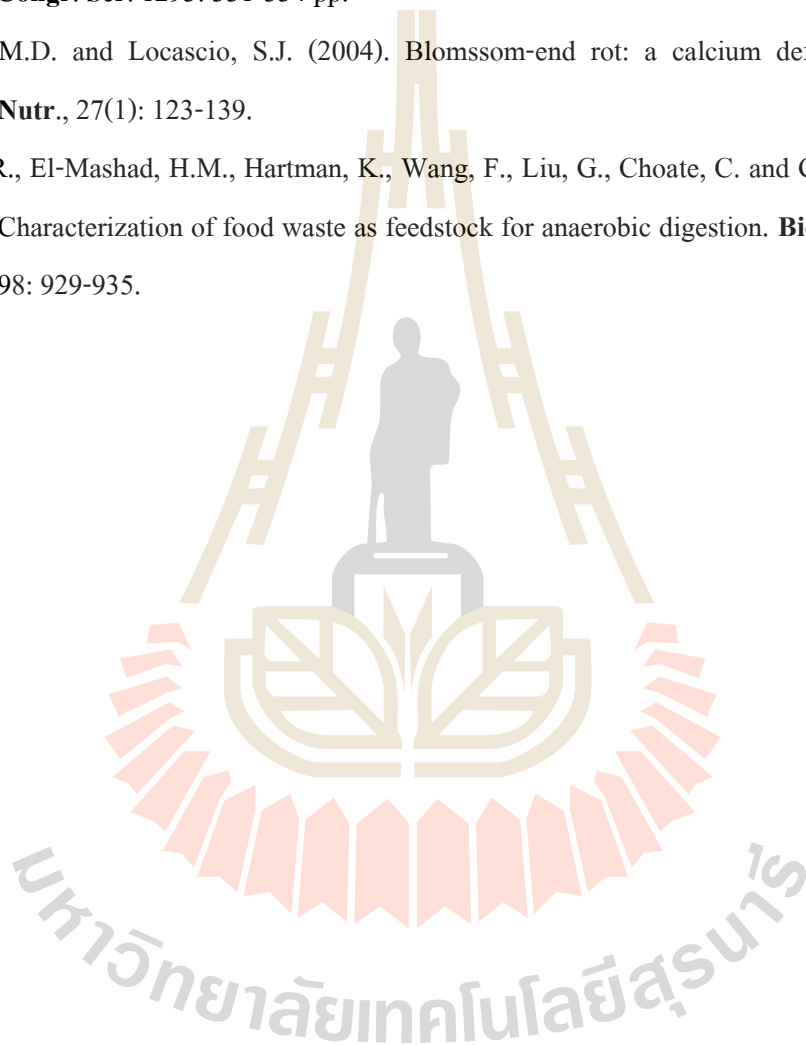 Congr. Ser. 1293: 331-334 pp.
M.D. and Locascio, S.J. (2004). Blomssom-end rot: a calcium
Nutr., 27(1): 123-139.
R., El-Mashad, H.M., Hartman, K., Wang, F., Liu, G., Choate, C. and
Characterization of food waste as feedstock for anaerobic digestion.
98: 929-935.
มหาวิทยาลัยเทคโนโลยีสุรนารี